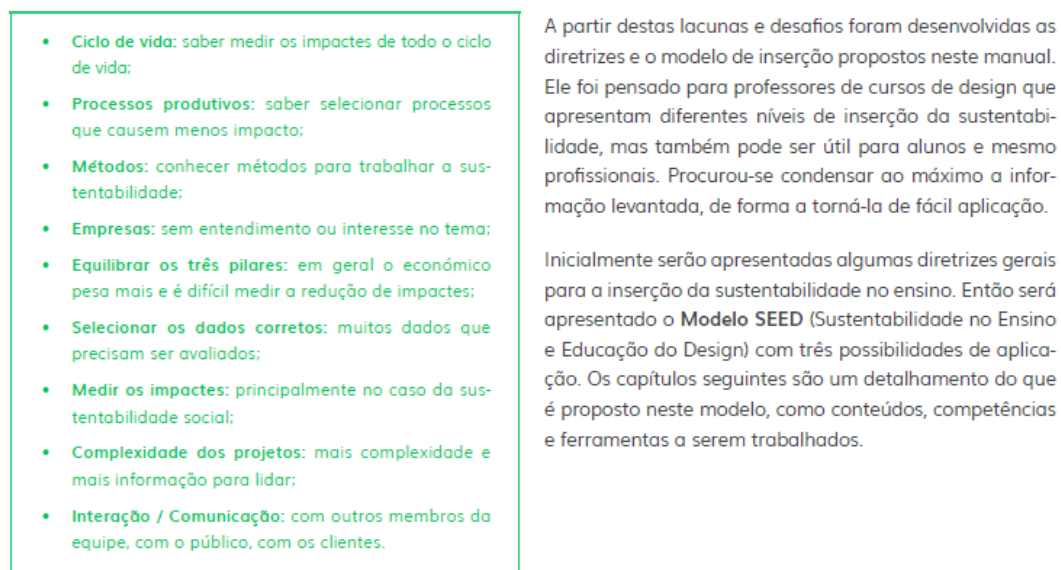 • Ciclo de vida: saber medir os impactes de todo o ciclo
de vida;
• Processos produtivos: saber selecionar processos
que causem menos impacto;
• Métodos: conhecer métodos para trabalhar a sus-
tentabilidade;
• Empresas: sem entendimento ou interesse no tema;
• Equilibrar os três pilares: em geral o económico
pesa mais e é difícil medir a redução de impactes;
• Selecionar os dados corretos: muitos dados que
precisam ser avaliados;
• Medir os impactes: principalmente no caso da sus-
tentabilidade social;
• Complexidade dos projetos: mais complexidade e
mais informação para lidar;
• Interação / Comunicação: com outros membros da
equipe, com o público, com os clientes.
A partir destas lacunas e desafios foram desenvolvidas as
diretrizes e o modelo de inserção propostos neste manual.
Ele foi pensado para professores de cursos de design que
apresentam diferentes níveis de inserção da sustentabi-
lidade, mas também pode ser útil para alunos e mesmo
profissionais. Procurou-se condensar ao máximo a infor-
mação levantada, de forma a torná-la de fácil aplicação.
Inicialmente serão apresentadas algumas diretrizes gerais
para a inserção da sustentabilidade no ensino. Então será
apresentado o Modelo SEED (Sustentabilidade no Ensino
e Educação do Design) com três possibilidades de aplica-
ção. Os capítulos seguintes são um detalhamento do que
é proposto neste modelo, como conteúdos, competências
e ferramentas a serem trabalhados.